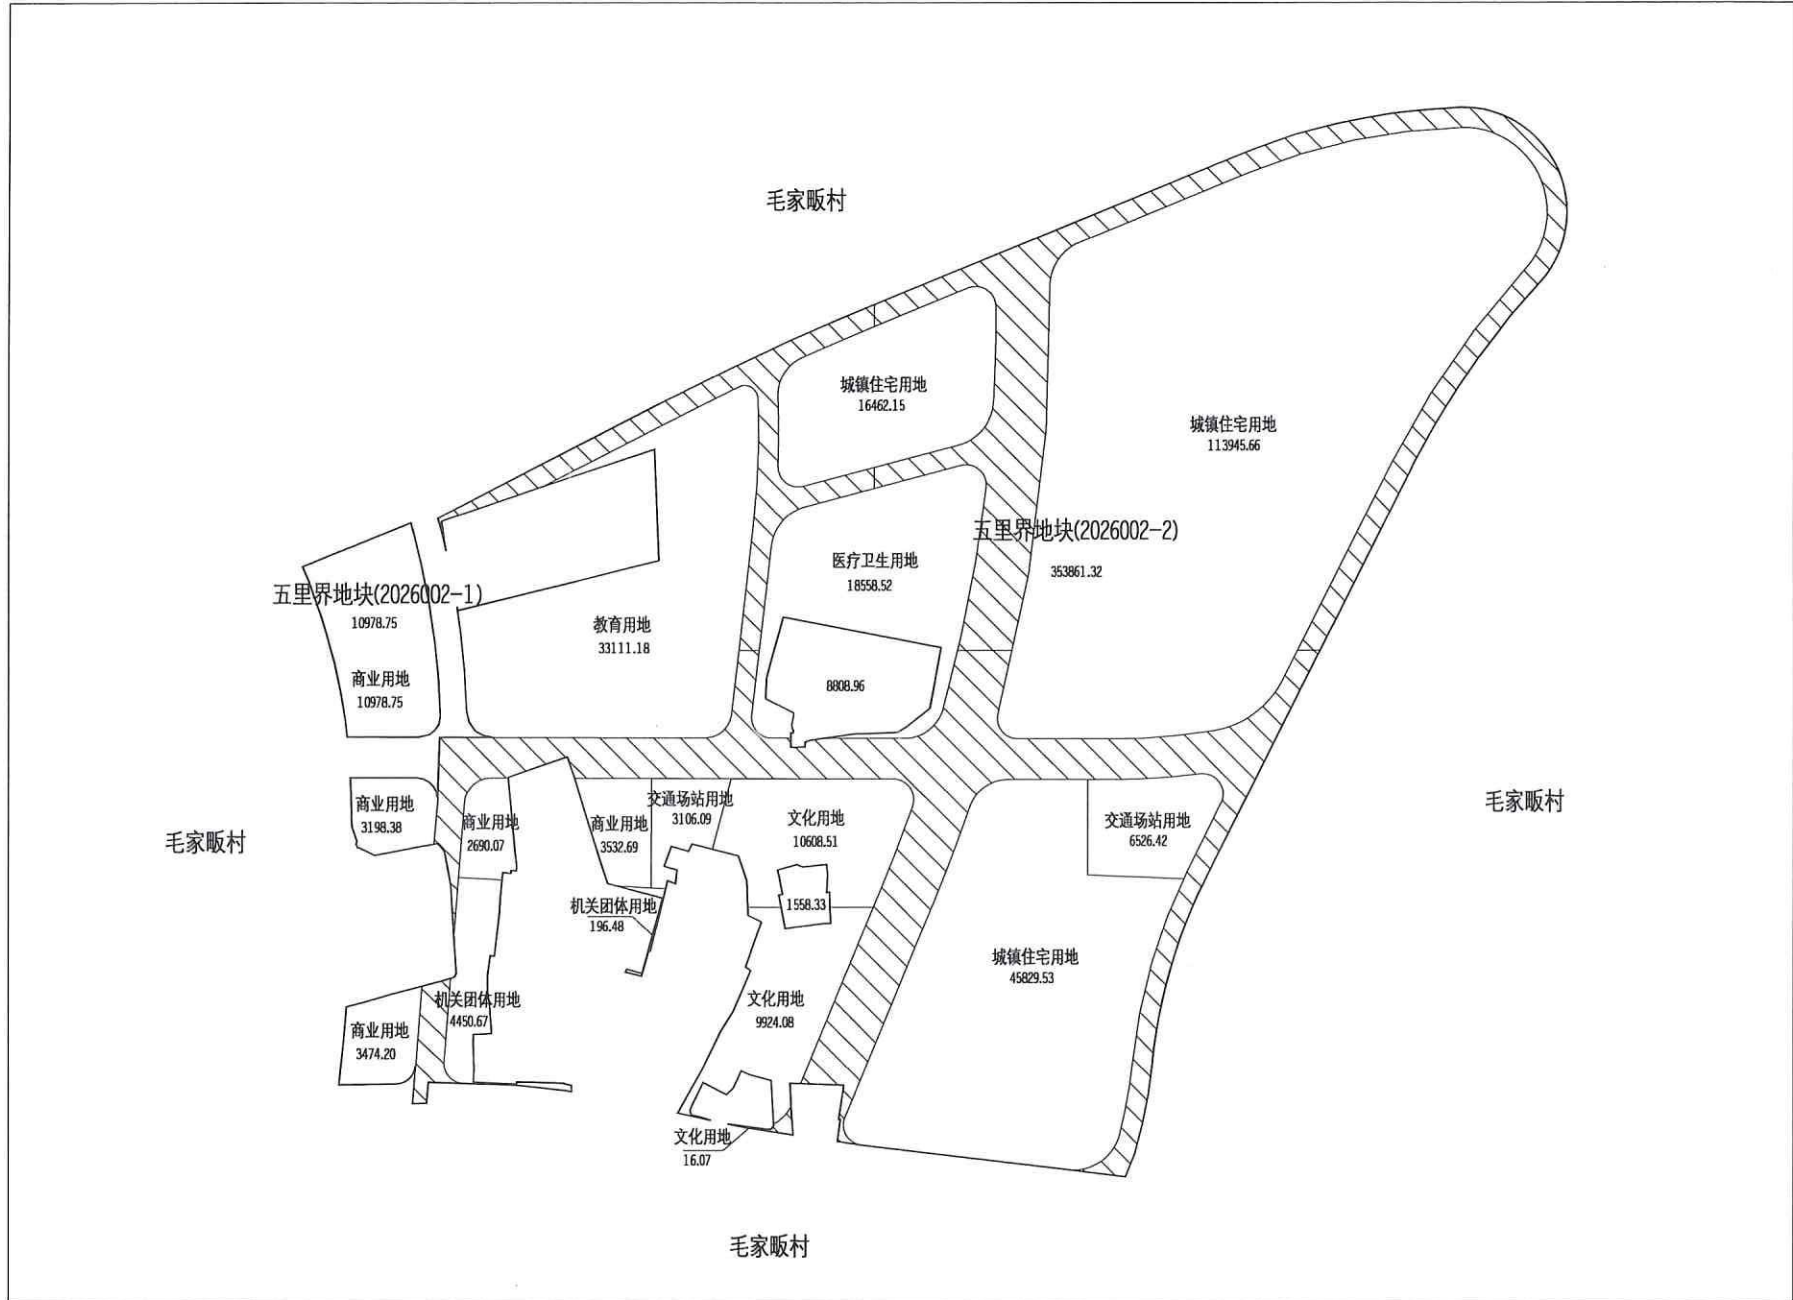 毛家畈村
城镇住宅用地
16462.15
城镇住宅用地
113945.66
五里界地块(2026002-2)
353861.32
医疗卫生用地
18558.52
五里界地块(2026002-1)
10978.75
教育用地
33111.18
商业用地
10978.75
8808.96
商业用地
3198.38
商业用地
2690.07
商业用地
3532.69
交通场站用地
3106.09
文化用地
10608.51
交通场站用地
6526.42
毛家畈村
毛家畈村
机关团体用地
196.48
1558.33
城镇住宅用地
45829.53
机关团体用地
4450.67
文化用地
9924.08
商业用地
3474.20
文化用地
16.07
毛家畈村